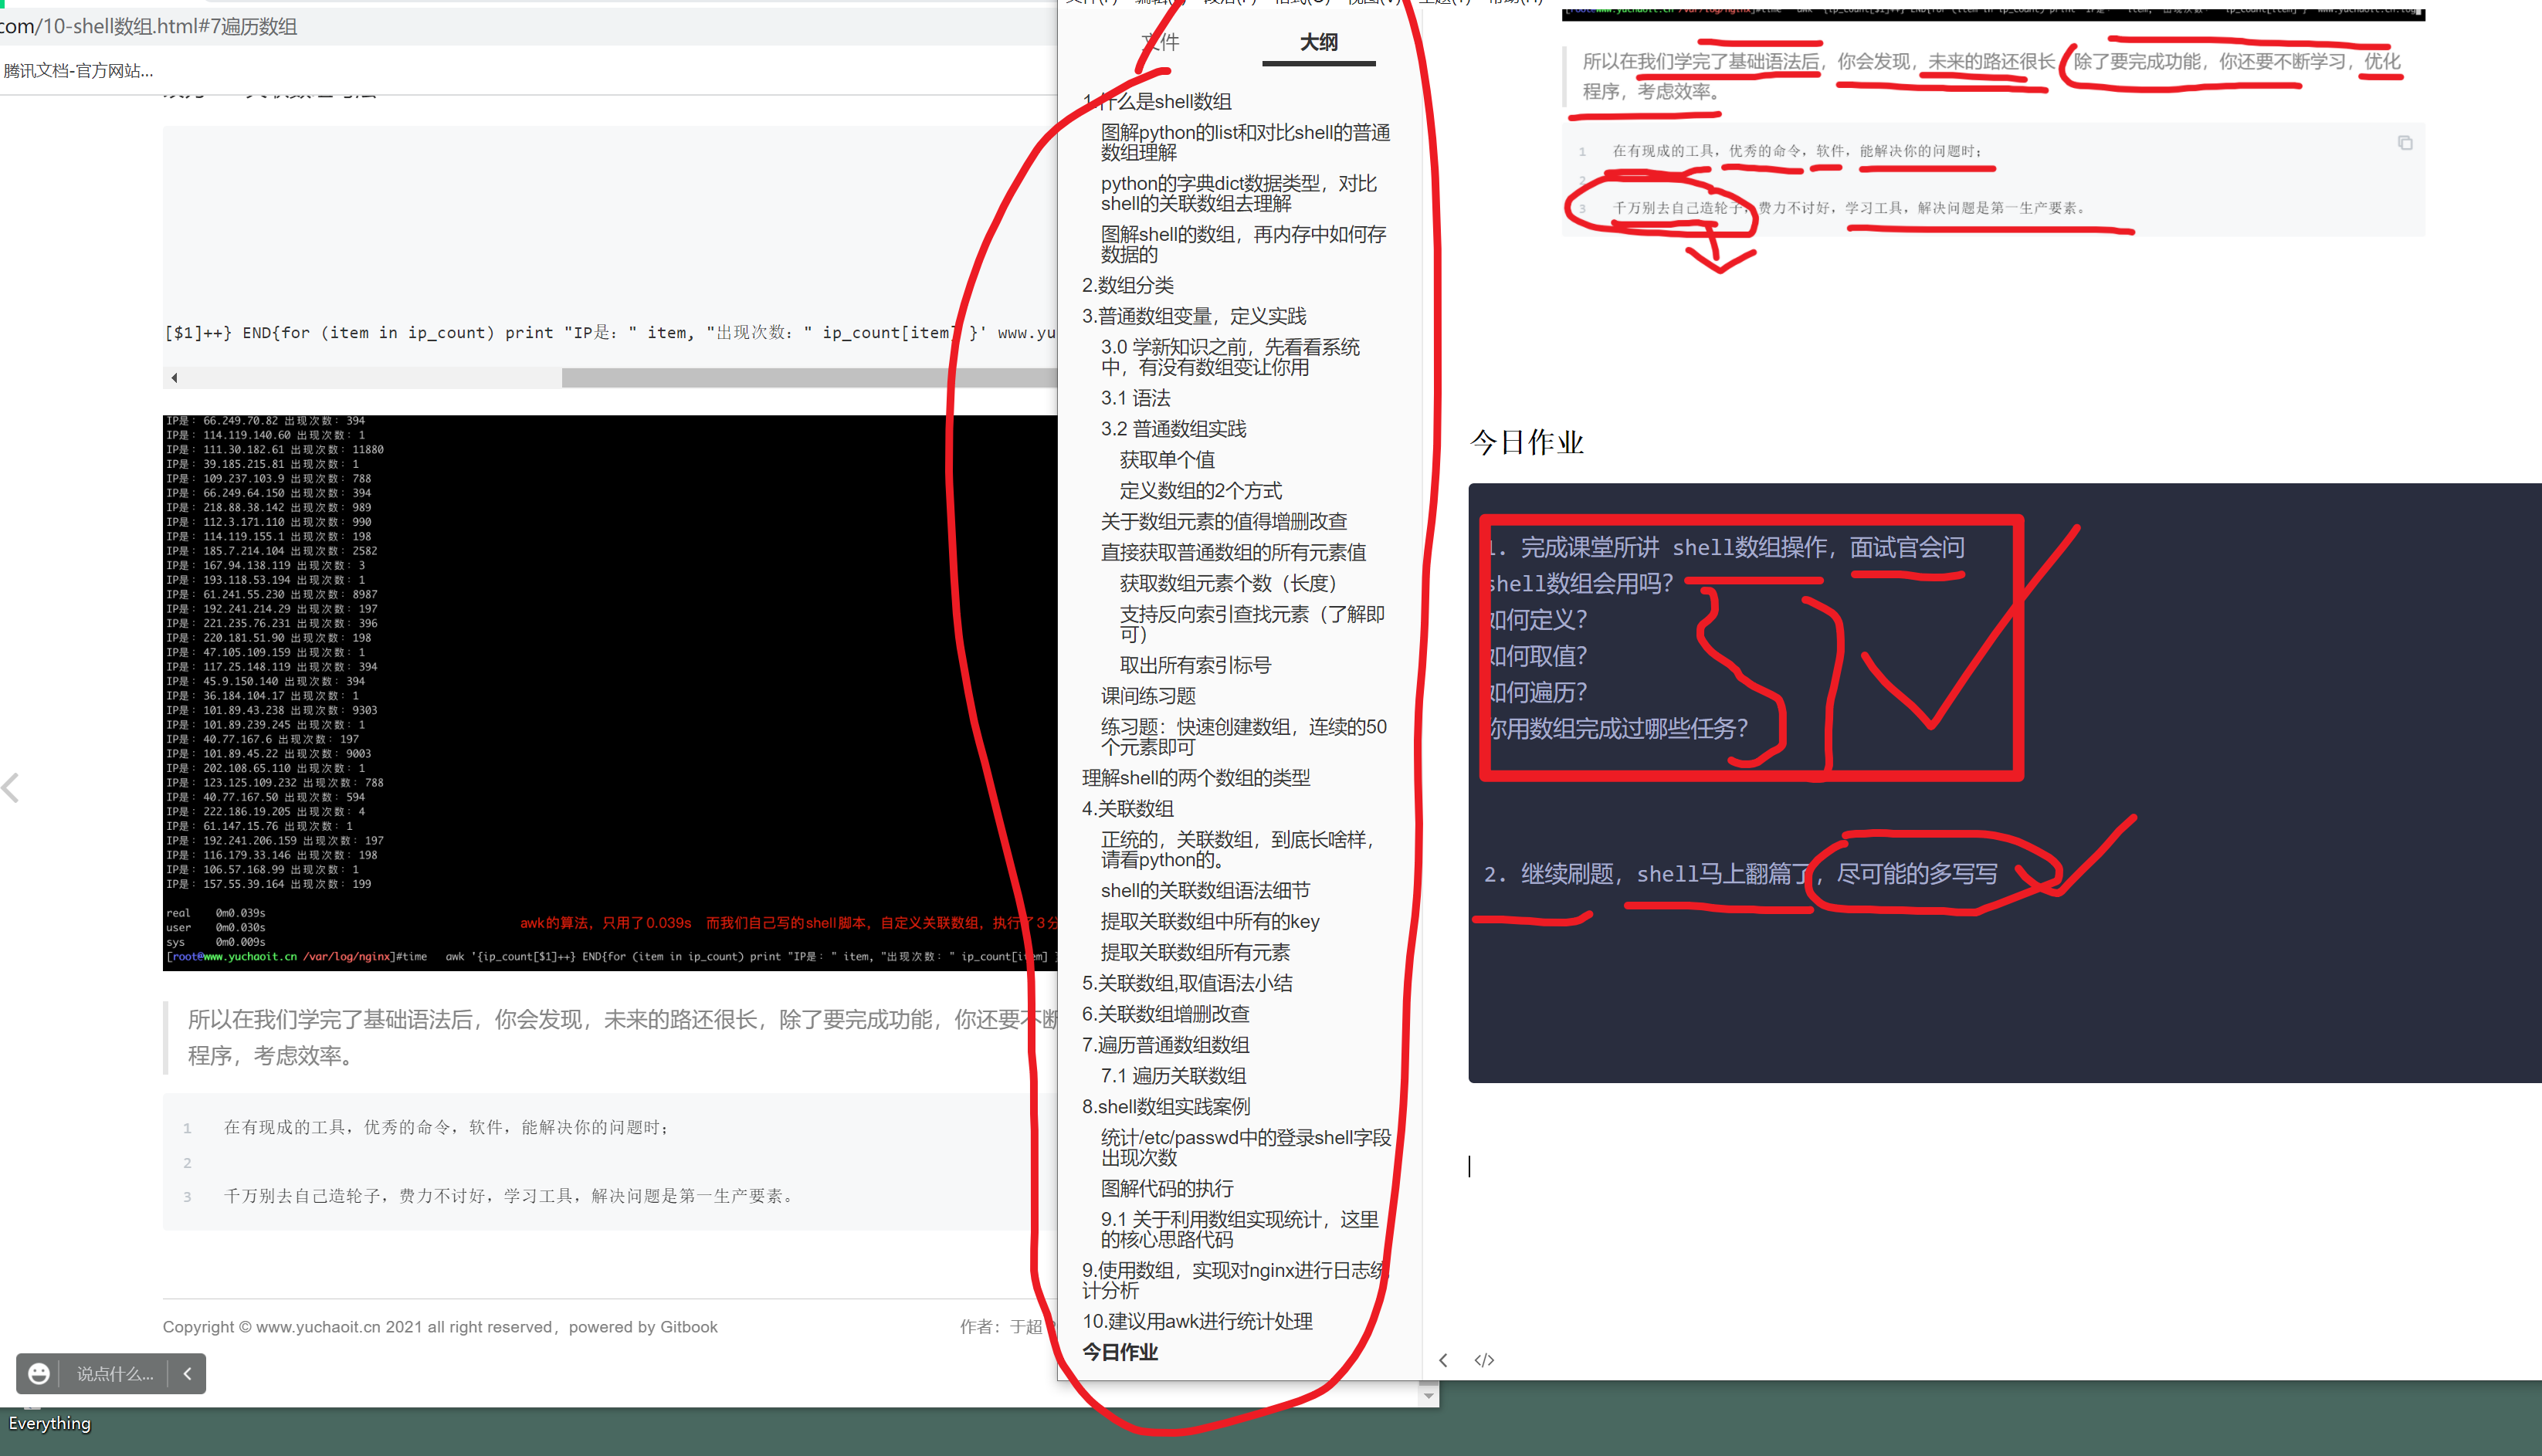 com/10-shell数组.html#7遍历数组
腾讯文档-官方网站...
[$1]++} END{for (item in ip_count) print "IP是: " item, "出现次数: " ip_count[item] }' www.yu
IP是: 66.249.70.82 出现次数: 394
IP是: 114.119.140.60 出现次数: 1
IP是: 111.30.182.61 出现次数: 11880
IP是: 39.185.215.81 出现次数: 1
IP是: 109.237.103.9 出现次数: 788
IP是: 66.249.64.150 出现次数: 394
IP是: 218.88.38.142 出现次数: 989
IP是: 112.3.171.110 出现次数: 990
IP是: 114.119.155.1 出现次数: 198
IP是: 185.7.214.104 出现次数: 2582
IP是: 167.94.138.119 出现次数: 3
IP是: 193.118.53.194 出现次数: 1
IP是: 61.241.55.230 出现次数: 8987
IP是: 192.241.214.29 出现次数: 197
IP是: 221.235.76.231 出现次数: 396
IP是: 220.181.51.90 出现次数: 198
IP是: 47.105.109.159 出现次数: 1
IP是: 117.25.148.119 出现次数: 394
IP是: 45.9.150.140 出现次数: 394
IP是: 36.184.104.17 出现次数: 1
IP是: 101.89.43.238 出现次数: 9303
IP是: 101.89.239.245 出现次数: 1
IP是: 40.77.167.6 出现次数: 197
IP是: 101.89.45.22 出现次数: 9003
IP是: 202.108.65.110 出现次数: 1
IP是: 123.125.109.232 出现次数: 788
IP是: 40.77.167.50 出现次数: 594
IP是: 222.186.19.205 出现次数: 4
IP是: 61.147.15.76 出现次数: 1
IP是: 192.241.206.159 出现次数: 197
IP是: 116.179.33.146 出现次数: 198
IP是: 106.57.168.99 出现次数: 1
IP是: 157.55.39.164 出现次数: 199
real 0m0.039s
user 0m0.030s
sys 0m0.009s
awk的算法，只用了0.039s 而我们自己写的shell脚本，自定义关联数组，执行了3分
[root@www.yuchaoit.cn /var/log/nginx]#time awk '{ip_count[$1]++} END{for (item in ip_count) print "IP是: " item, "出现次数: " ip_count[item] }
所以在我们学完了基础语法后，你会发现，未来的路还很长，除了要完成功能，你还要不断
程序，考虑效率。
1 在有现成的工具，优秀的命令，软件，能解决你的问题时；
2
3 千万别去自己造轮子，费力不讨好，学习工具，解决问题是第一生产要素。
Copyright © www.yuchaoit.cn 2021 all right reserved，powered by Gitbook
作者：于超
说点什么...
Everything
文件
大纲
1.什么是shell数组
图解python的list和对比shell的普通
数组理解
python的字典dict数据类型，对比
shell的关联数组去理解
图解shell的数组，再内存中如何存
数据的
2.数组分类
3.普通数组变量，定义实践
3.0 学新知识之前，先看看系统
中，有没有数组变让你用
3.1 语法
3.2 普通数组实践
获取单个值
定义数组的2个方式
关于数组元素的值得增删改查
直接获取普通数组的所有元素值
获取数组元素个数（长度）
支持反向索引查找元素（了解即
可）
取出所有索引标号
课间练习题
练习题：快速创建数组，连续的50
个元素即可
理解shell的两个数组的类型
4.关联数组
正统的，关联数组，到底长啥样，
请看python的。
shell的关联数组语法细节
提取关联数组中所有的key
提取关联数组所有元素
5.关联数组,取值语法小结
6.关联数组增删改查
7.遍历普通数组数组
7.1 遍历关联数组
8.shell数组实践案例
统计/etc/passwd中的登录shell字段
出现次数
图解代码的执行
9.1 关于利用数组实现统计，这里
的核心思路代码
9.使用数组，实现对nginx进行日志统
计分析
10.建议用awk进行统计处理
今日作业
所以在我们学完了基础语法后，你会发现，未来的路还很长，除了要完成功能，你还要不断学习，优化
程序，考虑效率。
1 在有现成的工具，优秀的命令，软件，能解决你的问题时；
2
3 千万别去自己造轮子，费力不讨好，学习工具，解决问题是第一生产要素。
今日作业
1. 完成课堂所讲 shell数组操作，面试官会问
shell数组会用吗？
如何定义？
如何取值？
如何遍历？
你用数组完成过哪些任务？
2. 继续刷题，shell马上翻篇了，尽可能的多写写